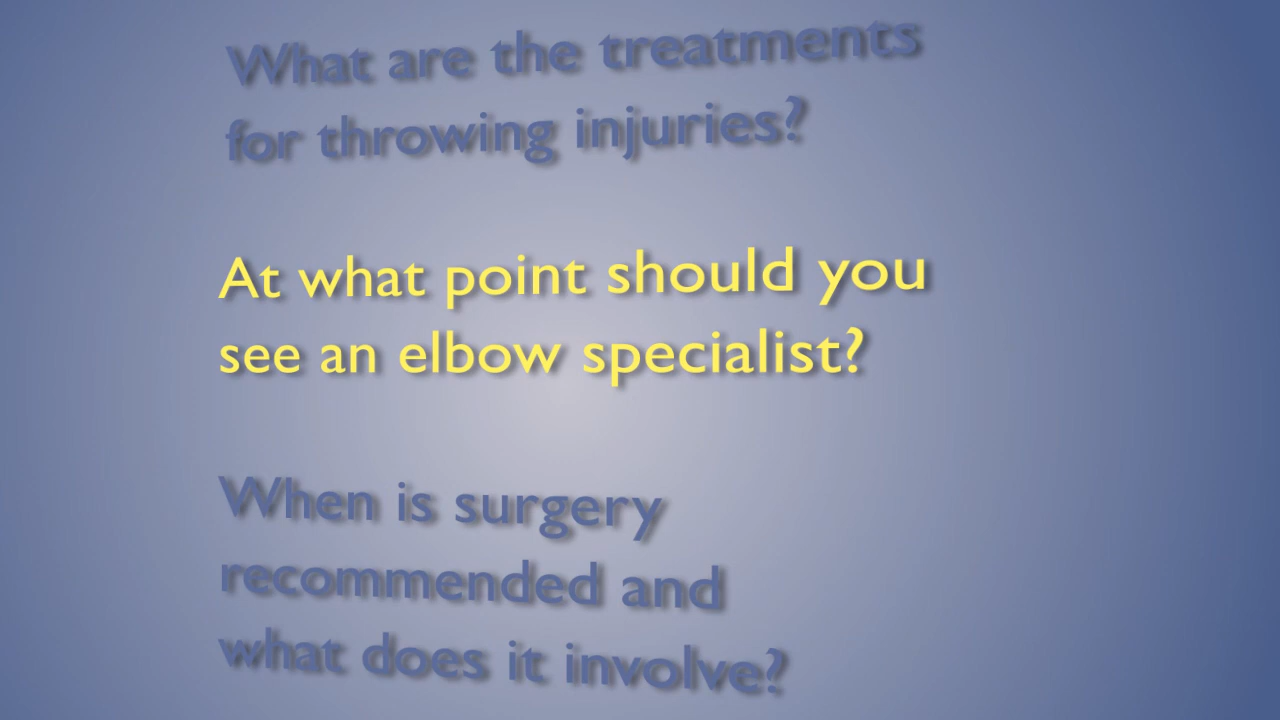 What are the treatments
for throwing injuries?
At what point should you
see an elbow specialist?
When is surgery
recommended and
what does it involve?